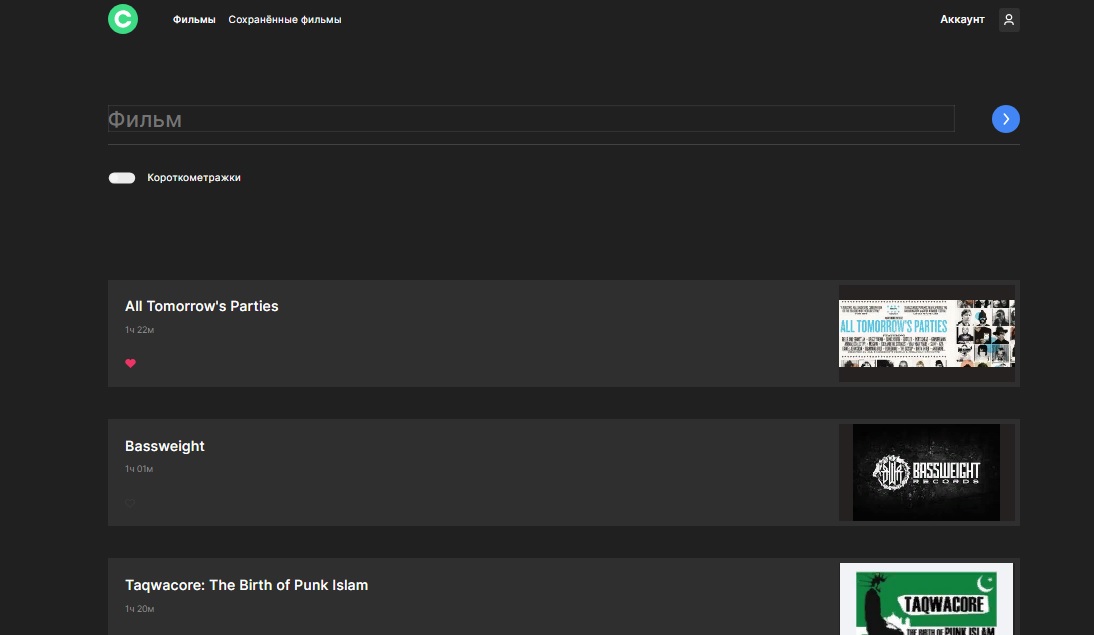 Фильмы Сохранённые фильмы Аккаунт
Фильм
Короткометражки
All Tomorrow's Parties
1ч 22м
ALL TOMORROW'S PARTIES
Bassweight
1ч 01м
BASSWEIGHT
RECORDS
Taqwacore: The Birth of Punk Islam
1ч 20м
TAQWACORE
THE BIRTH OF PUNK ISLAM